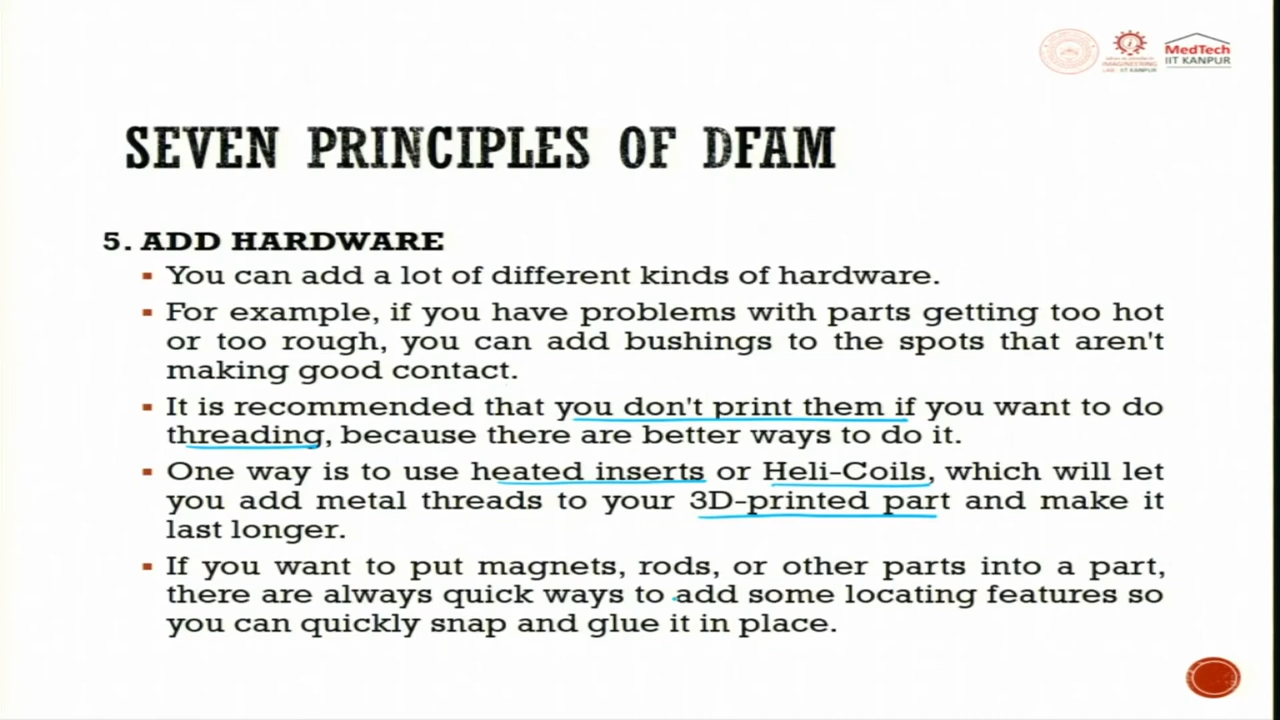 MedTech
IIT KANPUR
IMAGINEERING
LAB IIT KANPUR
SEVEN PRINCIPLES OF DFAM
5. ADD HARDWARE
▪ You can add a lot of different kinds of hardware.
▪ For example, if you have problems with parts getting too hot
or too rough, you can add bushings to the spots that aren't
making good contact.
▪ It is recommended that you don't print them if you want to do
threading, because there are better ways to do it.
▪ One way is to use heated inserts or Heli-Coils, which will let
you add metal threads to your 3D-printed part and make it
last longer.
▪ If you want to put magnets, rods, or other parts into a part,
there are always quick ways to add some locating features so
you can quickly snap and glue it in place.